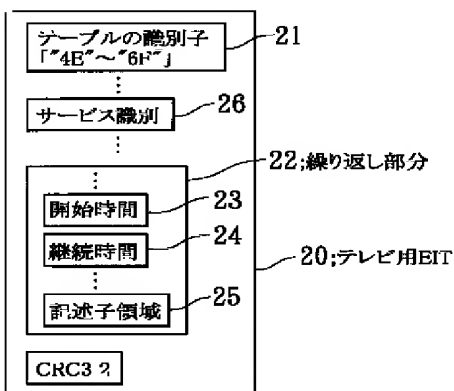 テーブルの識別子
「"4E"～"6F"」
21
サービス識別
26
22;繰り返し部分
開始時間
23
継続時間
24
20;テレビ用EIT
記述子領域
25
CRC32